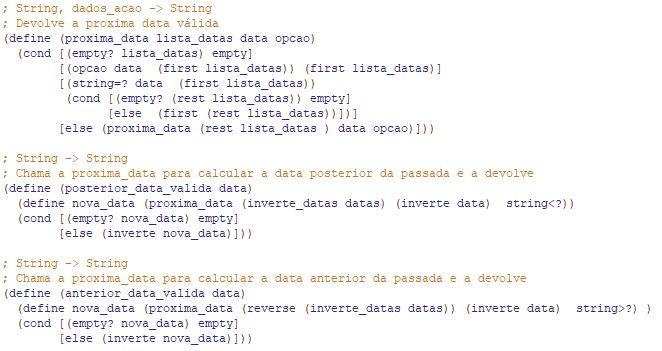 ; String, dados_acao -> String
; Devolve a proxima data válida
(define (proxima_data lista_datas data opcao)
  (cond [(empty? lista_datas) empty]
        [(opcao data  (first lista_datas)) (first lista_datas)]
        [(string=? data  (first lista_datas))
         (cond [(empty? (rest lista_datas)) empty]
               [else  (first (rest lista_datas))])]
        [else (proxima_data (rest lista_datas ) data opcao)]))

; String -> String
; Chama a proxima_data para calcular a data posterior da passada e a devolve
(define (posterior_data_valida data)
  (define nova_data (proxima_data (inverte_datas datas) (inverte data)  string<?))
  (cond [(empty? nova_data) empty]
        [else (inverte nova_data)]))

; String -> String
; Chama a proxima_data para calcular a data anterior da passada e a devolve
(define (anterior_data_valida data)
  (define nova_data (proxima_data (reverse (inverte_datas datas)) (inverte data)  string>?) )
  (cond [(empty? nova_data) empty]
        [else (inverte nova_data)]))